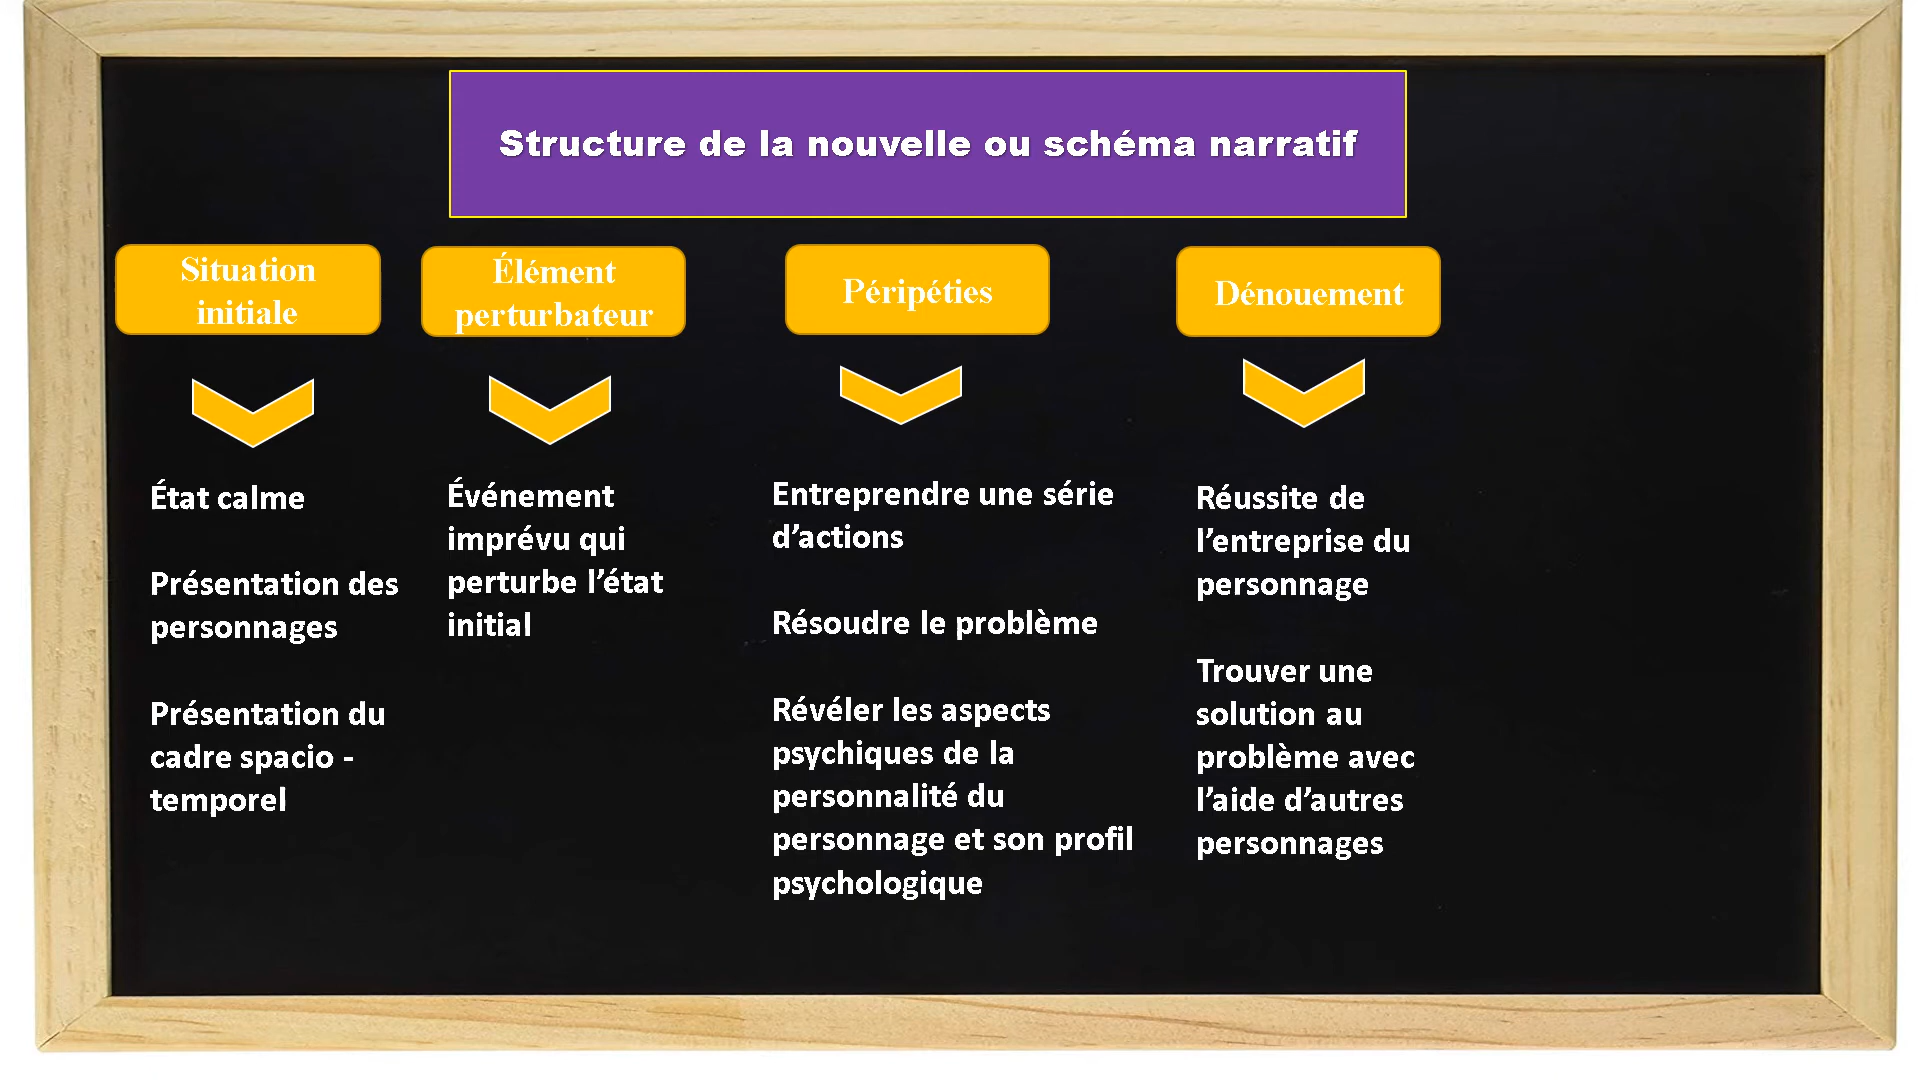 Structure de la nouvelle ou schéma narratif
Situation
initiale
Élément
perturbateur
Péripéties
Dénouement
État calme
Présentation des
personnages
Présentation du
cadre spacio -
temporel
Événement
imprévu qui
perturbe l’état
initial
Entreprendre une série
d’actions
Résoudre le problème
Révéler les aspects
psychiques de la
personnalité du
personnage et son profil
psychologique
Réussite de
l’entreprise du
personnage
Trouver une
solution au
problème avec
l’aide d’autres
personnages